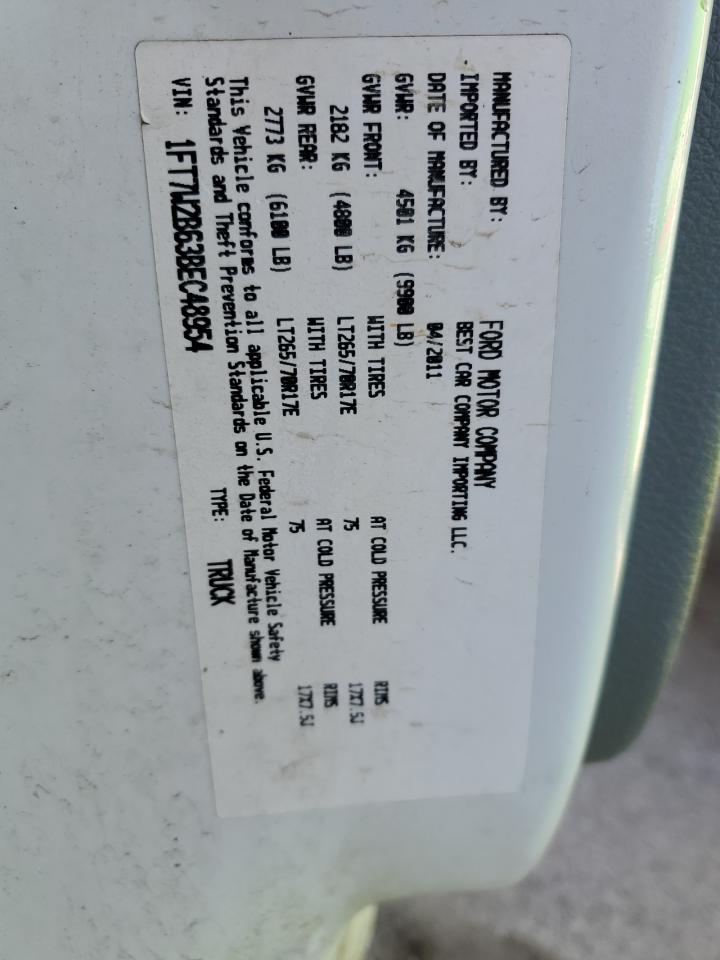 MANUFACTURED BY: FORD MOTOR COMPANY
IMPORTED BY: BEST CAR COMPANY IMPORTING LLC.
DATE OF MANUFACTURE: 04/2011
GVWR: 4501 KG (9900 LB)
GVWR FRONT: WITH TIRES AT COLD PRESSURE RIMS
2182 KG (4800 LB) LT265/70R17E 75 17X7.5J
GVWR REAR: WITH TIRES AT COLD PRESSURE RIMS
2773 KG (6100 LB) LT265/70R17E 75 17X7.5J
This Vehicle conforms to all applicable U.S. Federal Motor Vehicle Safety
Standards and Theft Prevention Standards on the Date of Manufacture shown above.
VIN: 1FT7W2B63BEC48954 TYPE: TRUCK